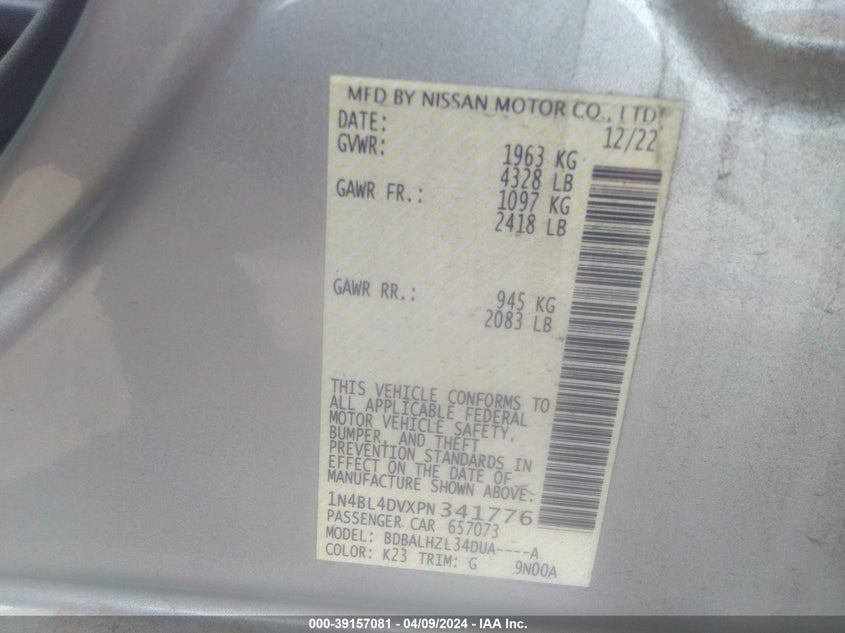 MFD BY NISSAN MOTOR CO., LTD
DATE: 12/22
GVWR: 1963 KG
4328 LB
GAWR FR.: 1097 KG
2418 LB
GAWR RR.: 945 KG
2083 LB
THIS VEHICLE CONFORMS TO
ALL APPLICABLE FEDERAL
MOTOR VEHICLE SAFETY,
BUMPER, AND THEFT
PREVENTION STANDARDS IN
EFFECT ON THE DATE OF
MANUFACTURE SHOWN ABOVE:
1N4BL4DVXPN341776
PASSENGER CAR 657073
MODEL: BDBALHZL34DUA----A
COLOR: K23 TRIM: G 9N00A
000-39157081 - 04/09/2024 - IAA Inc.